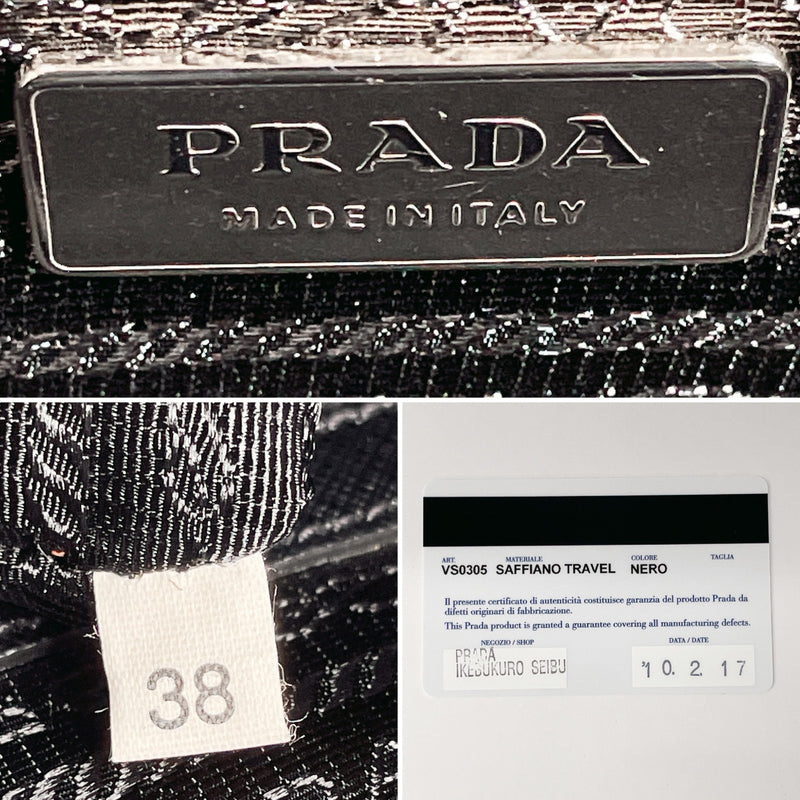 PRADA
MADE IN ITALY
38
ART. MATERIALE COLORE TAGLIA
VS0305 SAFFIANO TRAVEL NERO
Il presente certificato di autenticità costituisce garanzia del prodotto Prada da
difetti originari di fabbricazione.
This Prada product is granted a guarantee covering all manufacturing defects.
NEGOZIO / SHOP DATA / DATE
PRADA
IKEBUKURO SEIBU
'10. 2. 17